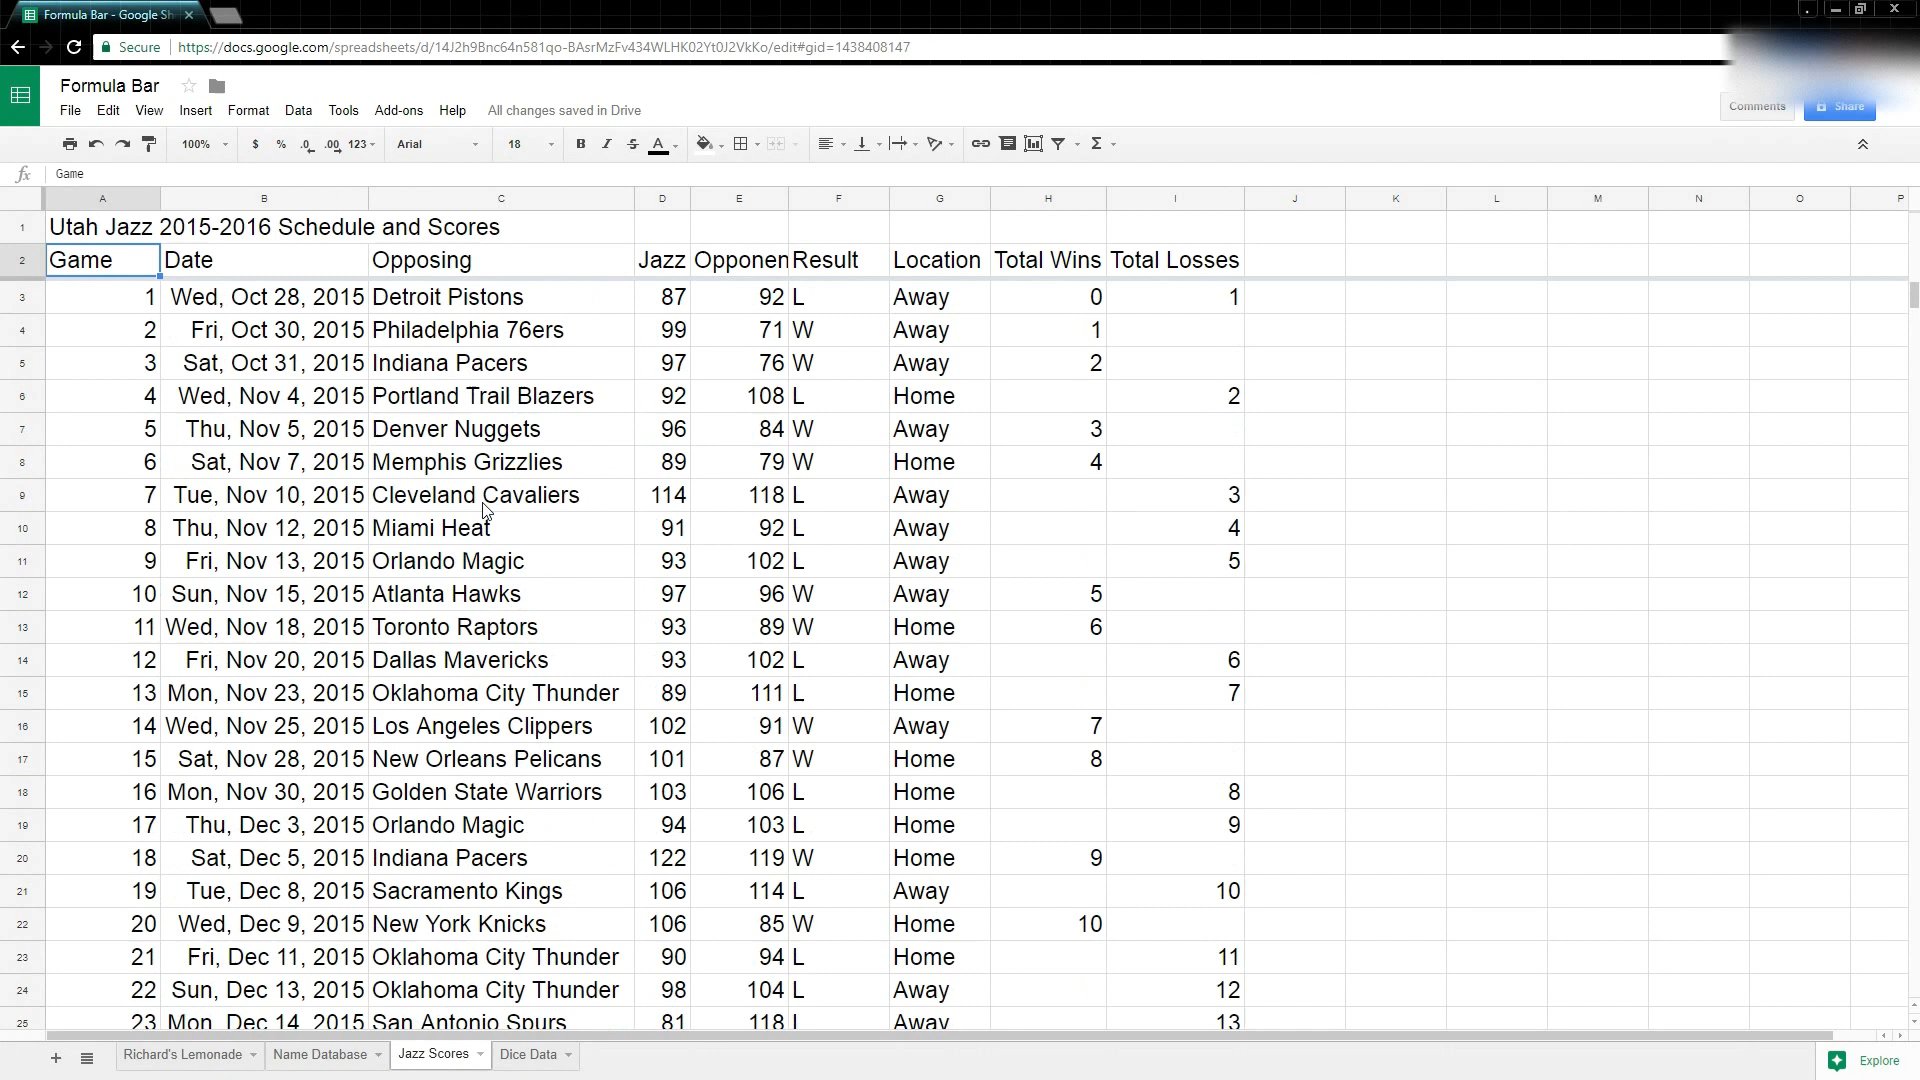 Formula Bar - Google Sh
Secure https://docs.google.com/spreadsheets/d/14J2h9Bnc64n581qo-BAsrMzFv434WLHK02Yt0J2VkKo/edit#gid=1438408147
Formula Bar
File Edit View Insert Format Data Tools Add-ons Help All changes saved in Drive
Comments Share
100% $ % .0 .00 123 Arial 18 B I S A Σ
fx Game
A B C D E F G H I J K L M N O P
1 Utah Jazz 2015-2016 Schedule and Scores
2 Game Date Opposing Jazz Opponen Result Location Total Wins Total Losses
3 1 Wed, Oct 28, 2015 Detroit Pistons 87 92 L Away 0 1
4 2 Fri, Oct 30, 2015 Philadelphia 76ers 99 71 W Away 1
5 3 Sat, Oct 31, 2015 Indiana Pacers 97 76 W Away 2
6 4 Wed, Nov 4, 2015 Portland Trail Blazers 92 108 L Home 2
7 5 Thu, Nov 5, 2015 Denver Nuggets 96 84 W Away 3
8 6 Sat, Nov 7, 2015 Memphis Grizzlies 89 79 W Home 4
9 7 Tue, Nov 10, 2015 Cleveland Cavaliers 114 118 L Away 3
10 8 Thu, Nov 12, 2015 Miami Heat 91 92 L Away 4
11 9 Fri, Nov 13, 2015 Orlando Magic 93 102 L Away 5
12 10 Sun, Nov 15, 2015 Atlanta Hawks 97 96 W Away 5
13 11 Wed, Nov 18, 2015 Toronto Raptors 93 89 W Home 6
14 12 Fri, Nov 20, 2015 Dallas Mavericks 93 102 L Away 6
15 13 Mon, Nov 23, 2015 Oklahoma City Thunder 89 111 L Home 7
16 14 Wed, Nov 25, 2015 Los Angeles Clippers 102 91 W Away 7
17 15 Sat, Nov 28, 2015 New Orleans Pelicans 101 87 W Home 8
18 16 Mon, Nov 30, 2015 Golden State Warriors 103 106 L Home 8
19 17 Thu, Dec 3, 2015 Orlando Magic 94 103 L Home 9
20 18 Sat, Dec 5, 2015 Indiana Pacers 122 119 W Home 9
21 19 Tue, Dec 8, 2015 Sacramento Kings 106 114 L Away 10
22 20 Wed, Dec 9, 2015 New York Knicks 106 85 W Home 10
23 21 Fri, Dec 11, 2015 Oklahoma City Thunder 90 94 L Home 11
24 22 Sun, Dec 13, 2015 Oklahoma City Thunder 98 104 L Away 12
25 23 Mon, Dec 14, 2015 San Antonio Spurs 81 118 L Away 13
Richard's Lemonade Name Database Jazz Scores Dice Data Explore